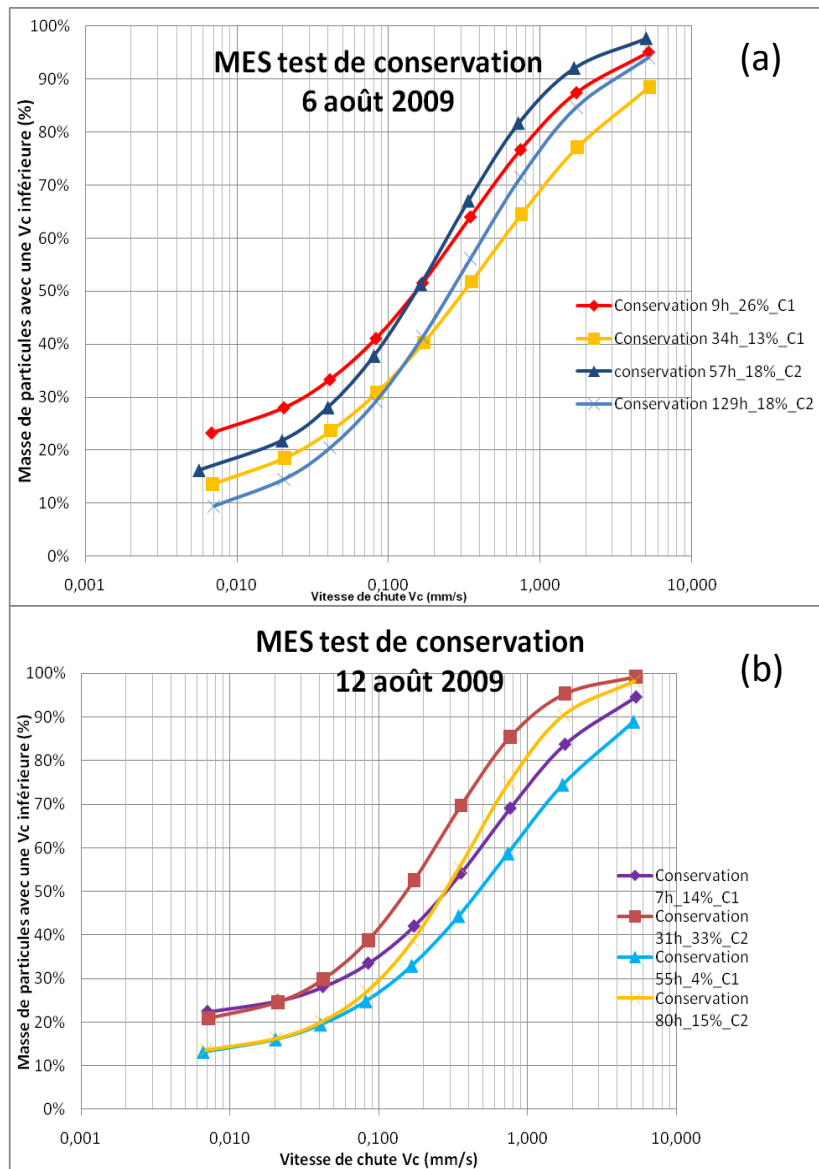 (a)
MES test de conservation
6 août 2009
Masse de particules avec une Vc inférieure (%)
100%
90%
80%
70%
60%
50%
40%
30%
20%
10%
0%
Conservation 9h_26%_C1
Conservation 34h_13%_C1
conservation 57h_18%_C2
Conservation 129h_18%_C2
0,001
0,010
0,100
1,000
10,000
Vitesse de chute Vc (mm/s)
(b)
MES test de conservation
12 août 2009
Masse de particules avec une Vc inférieure (%)
100%
90%
80%
70%
60%
50%
40%
30%
20%
10%
0%
Conservation
7h_14%_C1
Conservation
31h_33%_C2
Conservation
55h_4%_C1
Conservation
80h_15%_C2
0,001
0,010
0,100
1,000
10,000
Vitesse de chute Vc (mm/s)